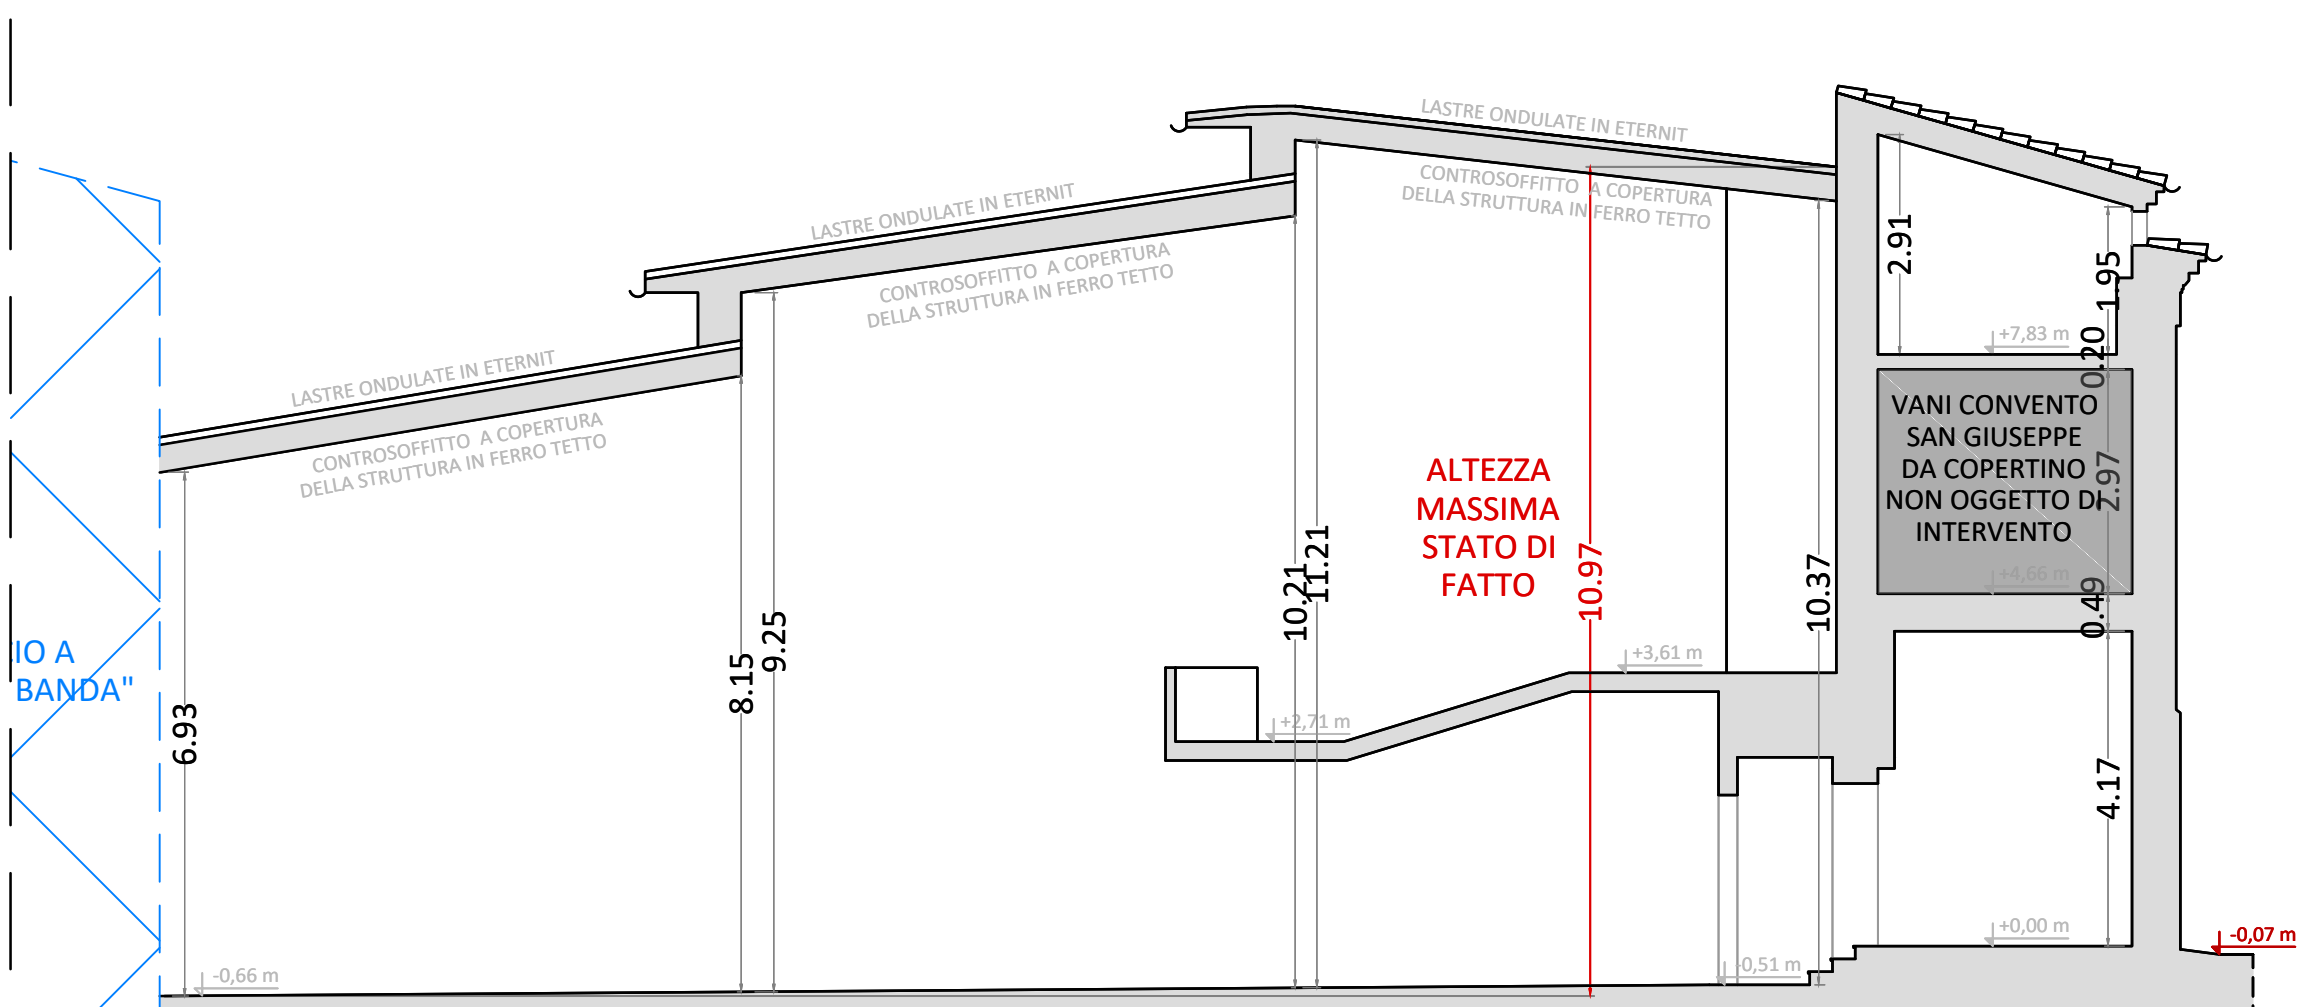 LASTRE ONDULATE IN ETERNIT
CONTROSOFFITTO A COPERTURA
DELLA STRUTTURA IN FERRO TETTO
LASTRE ONDULATE IN ETERNIT
CONTROSOFFITTO A COPERTURA
DELLA STRUTTURA IN FERRO TETTO
LASTRE ONDULATE IN ETERNIT
CONTROSOFFITTO A COPERTURA
DELLA STRUTTURA IN FERRO TETTO
2.91
1.95
+7,83 m
0.20
VANI CONVENTO
SAN GIUSEPPE
DA COPERTINO
NON OGGETTO DI
INTERVENTO
2.97
+4,66 m
0.49
ALTEZZA
MASSIMA
STATO DI
FATTO
10.97
10.37
10.21
11.21
9.25
8.15
6.93
IO A
BANDA"
+3,61 m
+2,71 m
4.17
+0,00 m
-0,07 m
-0,66 m
-0,51 m